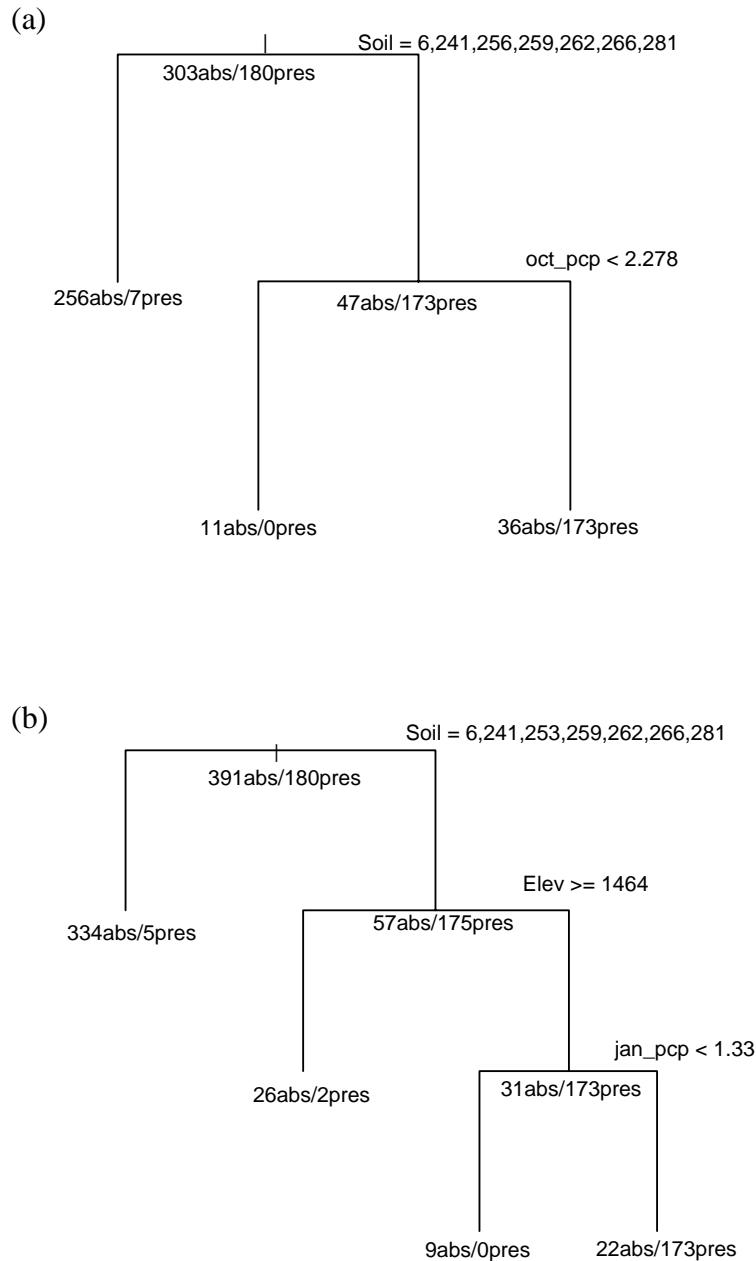 (a)
Soil = 6,241,256,259,262,266,281
303abs/180pres
oct_pcp < 2.278
256abs/7pres
47abs/173pres
11abs/0pres
36abs/173pres
(b)
Soil = 6,241,253,259,262,266,281
391abs/180pres
Elev >= 1464
334abs/5pres
57abs/175pres
jan_pcp < 1.33
26abs/2pres
31abs/173pres
9abs/0pres
22abs/173pres